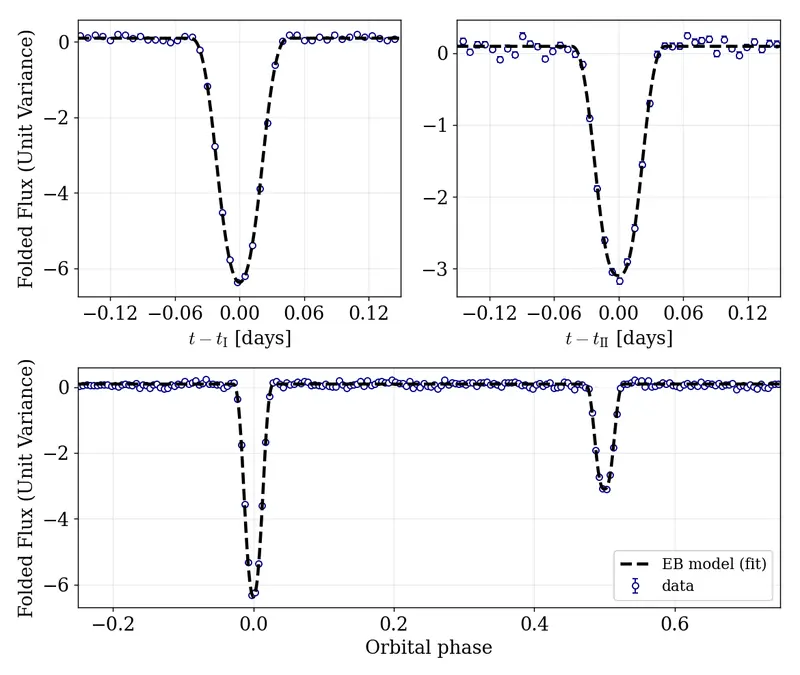 Folded Flux (Unit Variance)
0
−2
−4
−6
−0.12 −0.06 0.00 0.06 0.12
t − tI [days]
0
−1
−2
−3
−0.12 −0.06 0.00 0.06 0.12
t − tII [days]
Folded Flux (Unit Variance)
0
−2
−4
−6
EB model (fit)
data
−0.2 0.0 0.2 0.4 0.6
Orbital phase